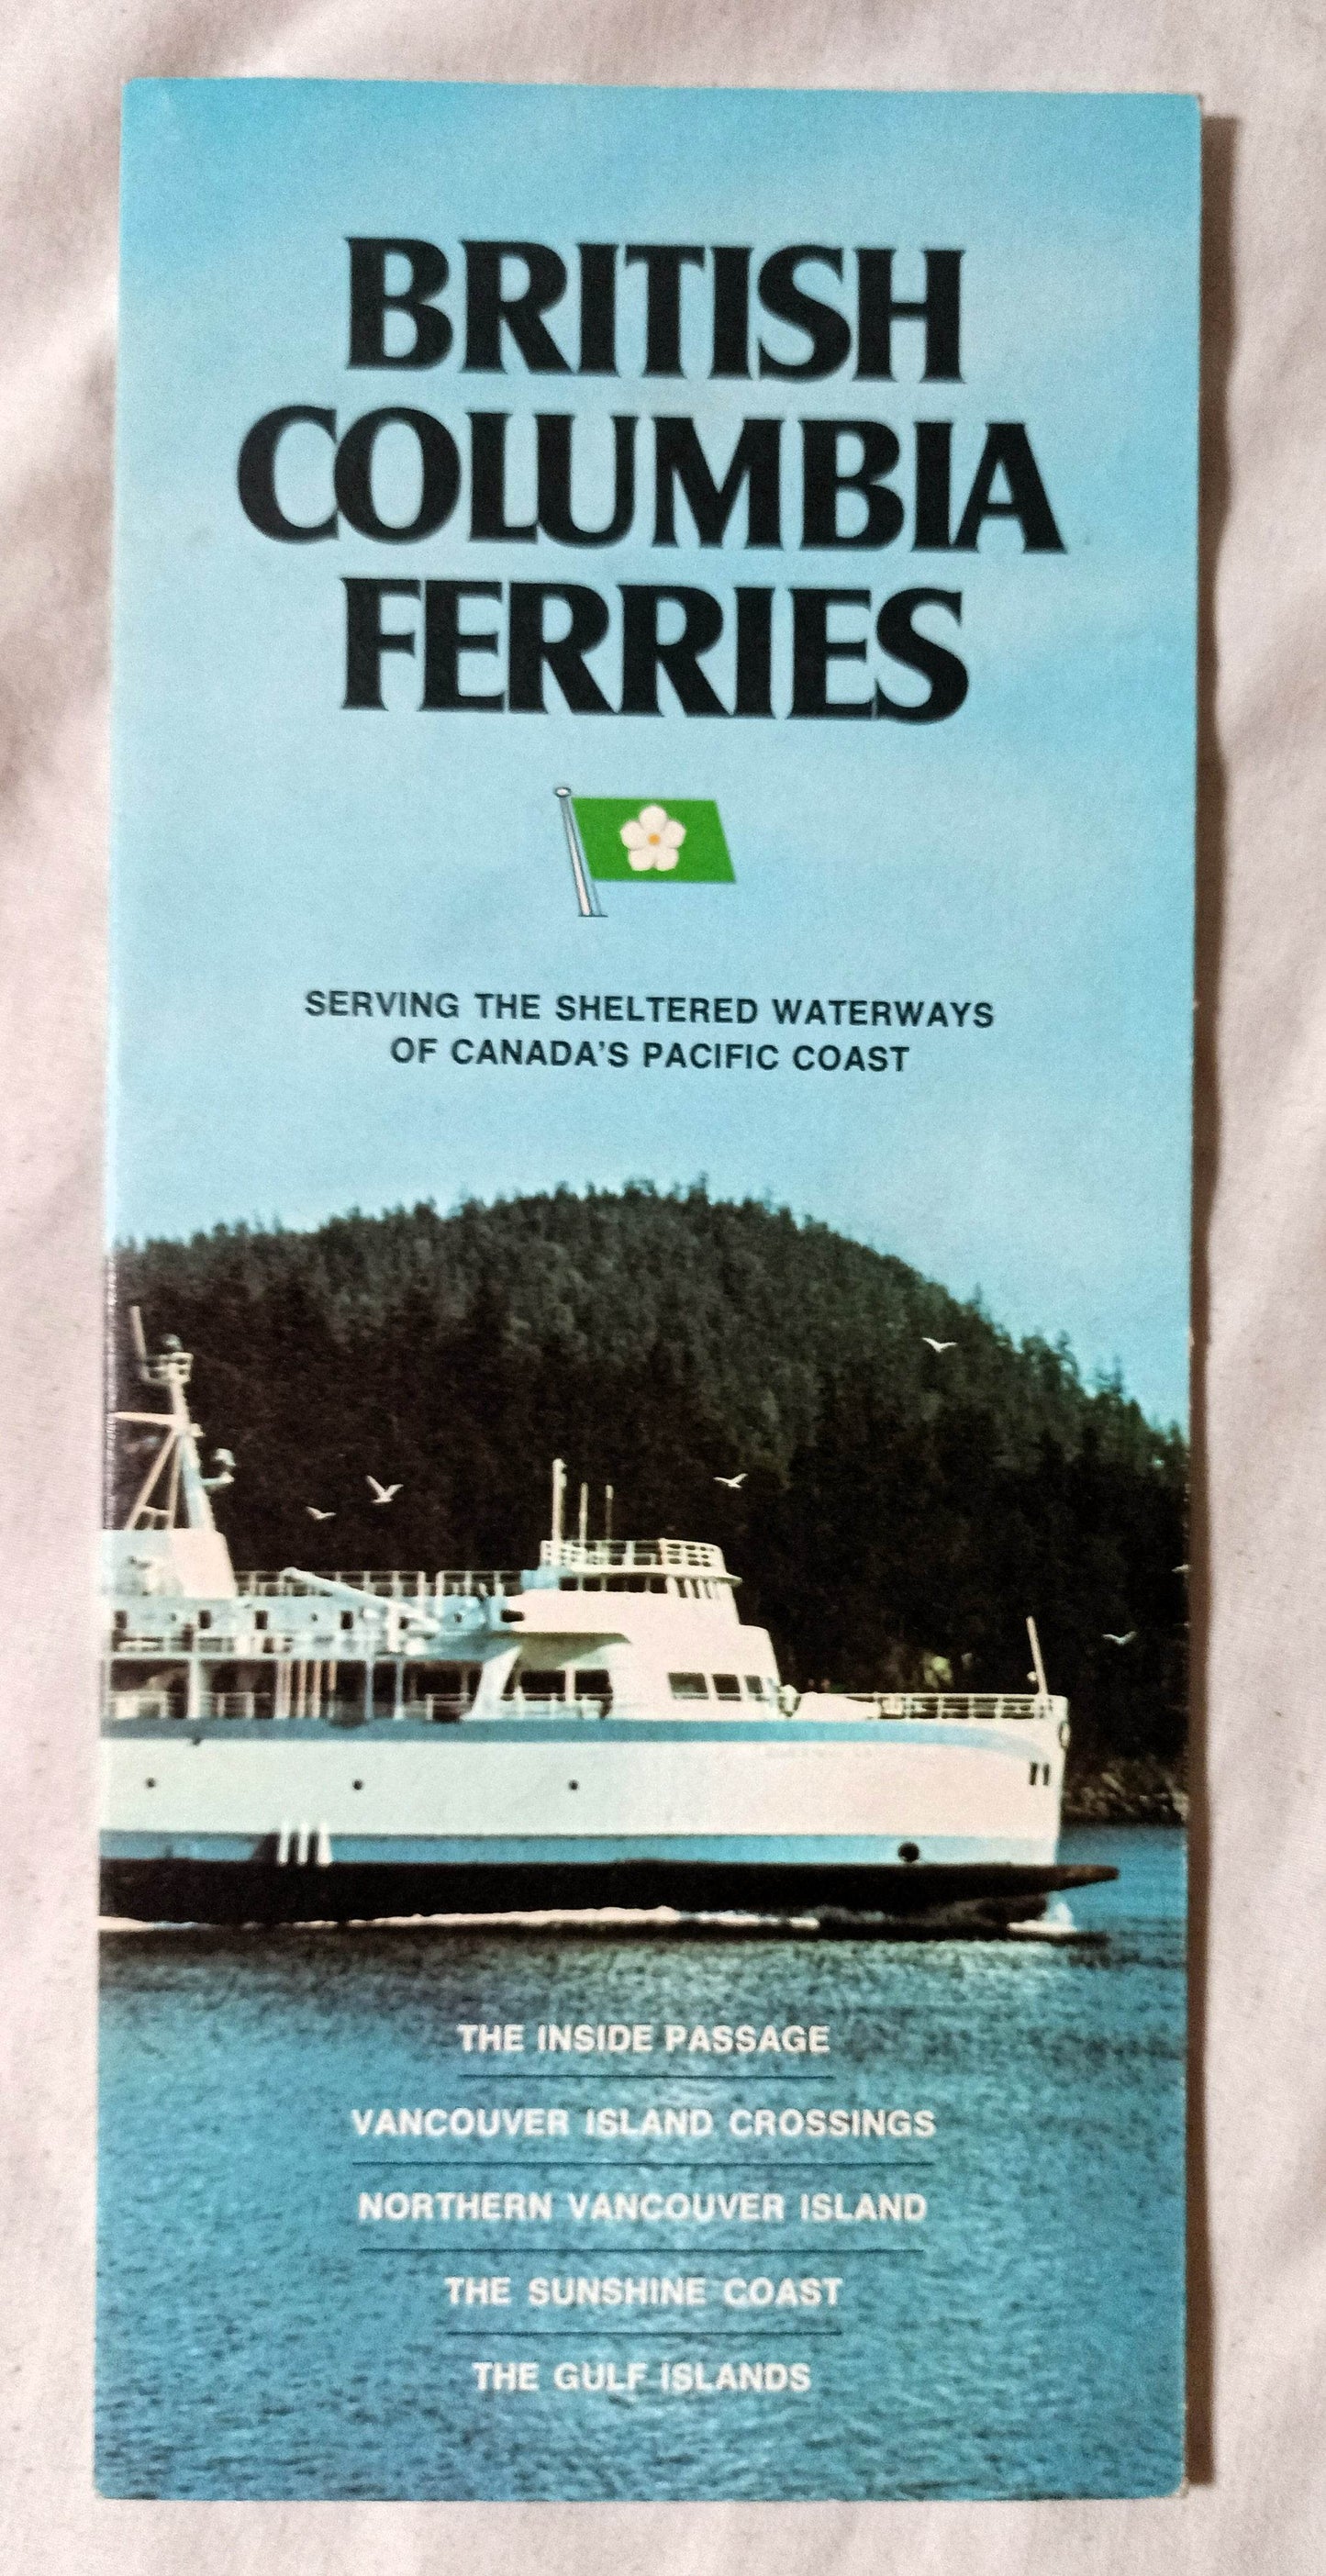 BRITISH
COLUMBIA
FERRIES
SERVING THE SHELTERED WATERWAYS
OF CANADA'S PACIFIC COAST
THE INSIDE PASSAGE
VANCOUVER ISLAND CROSSINGS
NORTHERN VANCOUVER ISLAND
THE SUNSHINE COAST
THE GULF ISLANDS